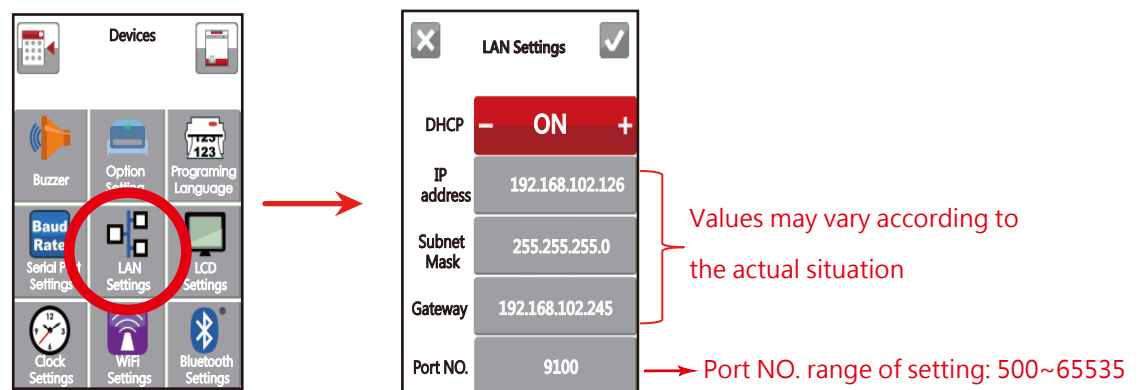 Devices
Buzzer
Option
Setting
123
123
Programing
Language
Baud
Rate
Serial Port
Settings
LAN
Settings
LCD
Settings
12
3
6
9
Clock
Settings
WiFi
Settings
Bluetooth
Settings
LAN Settings
DHCP
− ON +
IP
address
192.168.102.126
Subnet
Mask
255.255.255.0
Gateway
192.168.102.245
Port NO.
9100
Values may vary according to
the actual situation
Port NO. range of setting: 500~65535